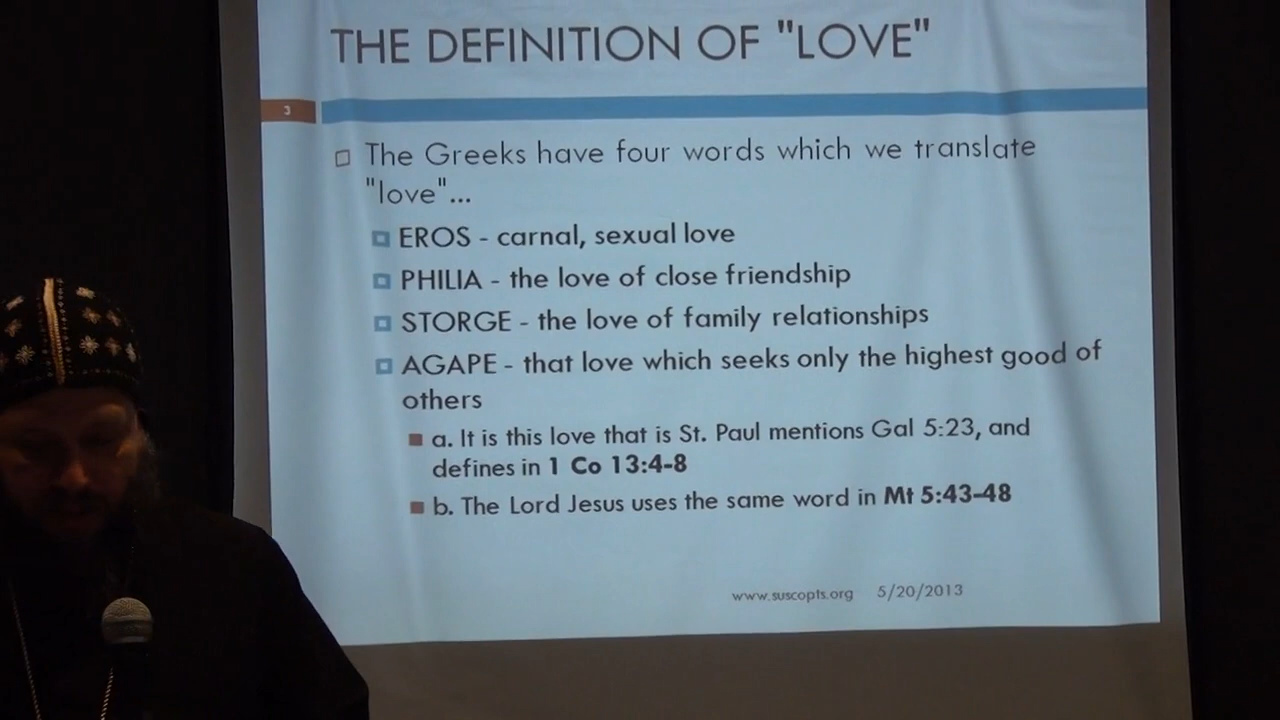 THE DEFINITION OF "LOVE"
3
The Greeks have four words which we translate
"love"...
EROS - carnal, sexual love
PHILIA - the love of close friendship
STORGE - the love of family relationships
AGAPE - that love which seeks only the highest good of
others
a. It is this love that is St. Paul mentions Gal 5:23, and
defines in 1 Co 13:4-8
b. The Lord Jesus uses the same word in Mt 5:43-48
www.suscopts.org 5/20/2013